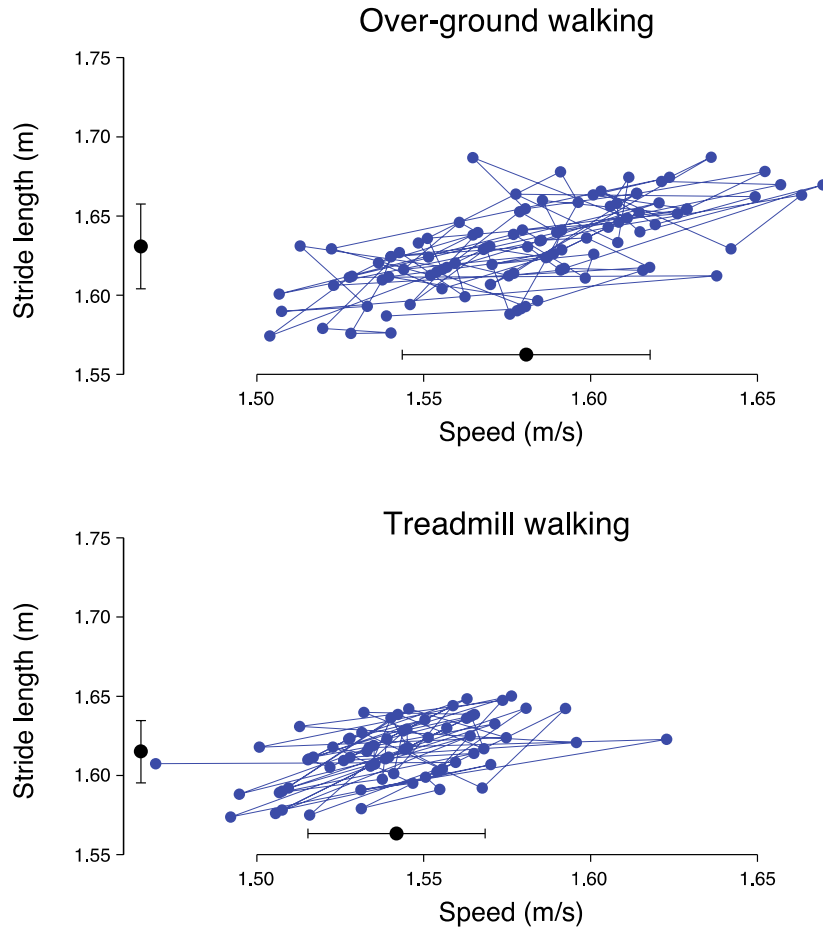 Over-ground walking
1.75
1.70
1.65
1.60
1.55
Stride length (m)
1.50 1.55 1.60 1.65
Speed (m/s)
Treadmill walking
1.75
1.70
1.65
1.60
1.55
Stride length (m)
1.50 1.55 1.60 1.65
Speed (m/s)